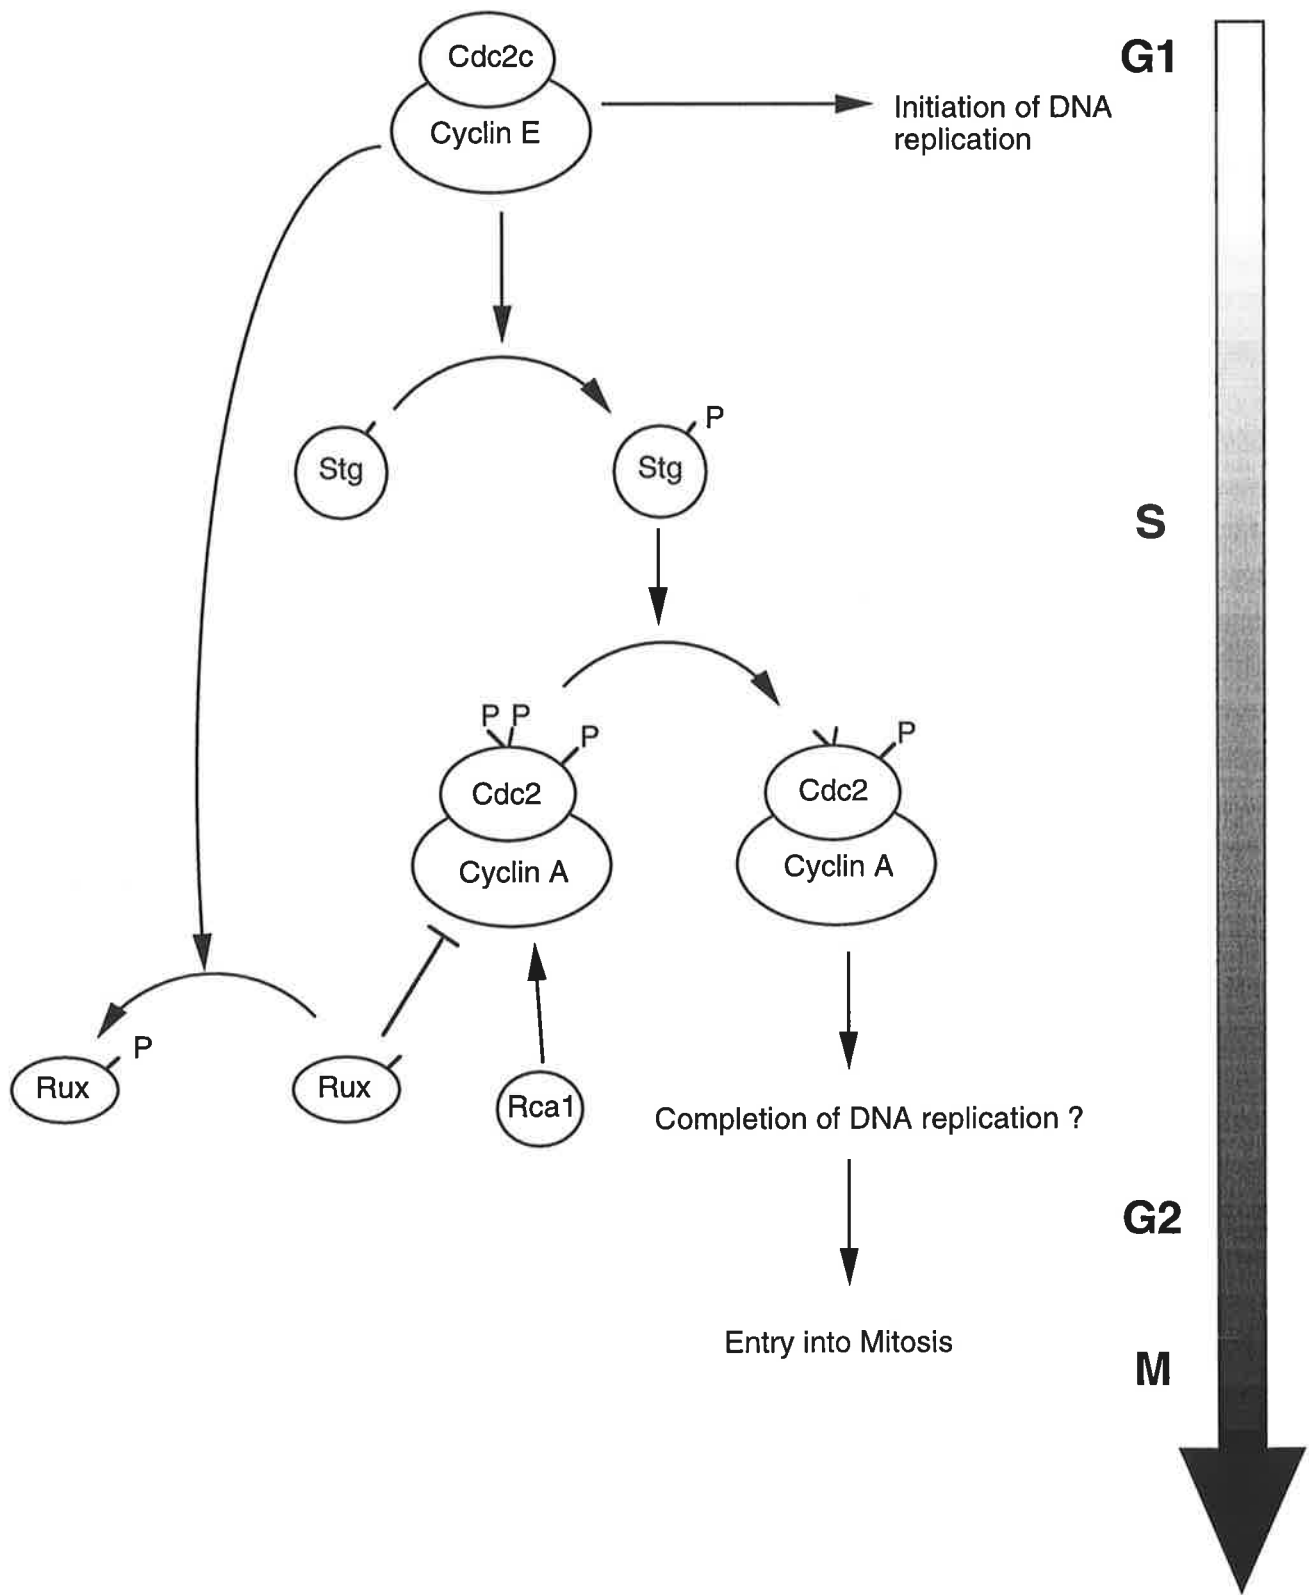 Cdc2c
G1
Cyclin E
Initiation of DNA
replication
P
Stg
Stg
S
P P
P
P
Cdc2
Cdc2
Cyclin A
Cyclin A
P
Rux
Rux
Rca1
Completion of DNA replication ?
G2
Entry into Mitosis
M